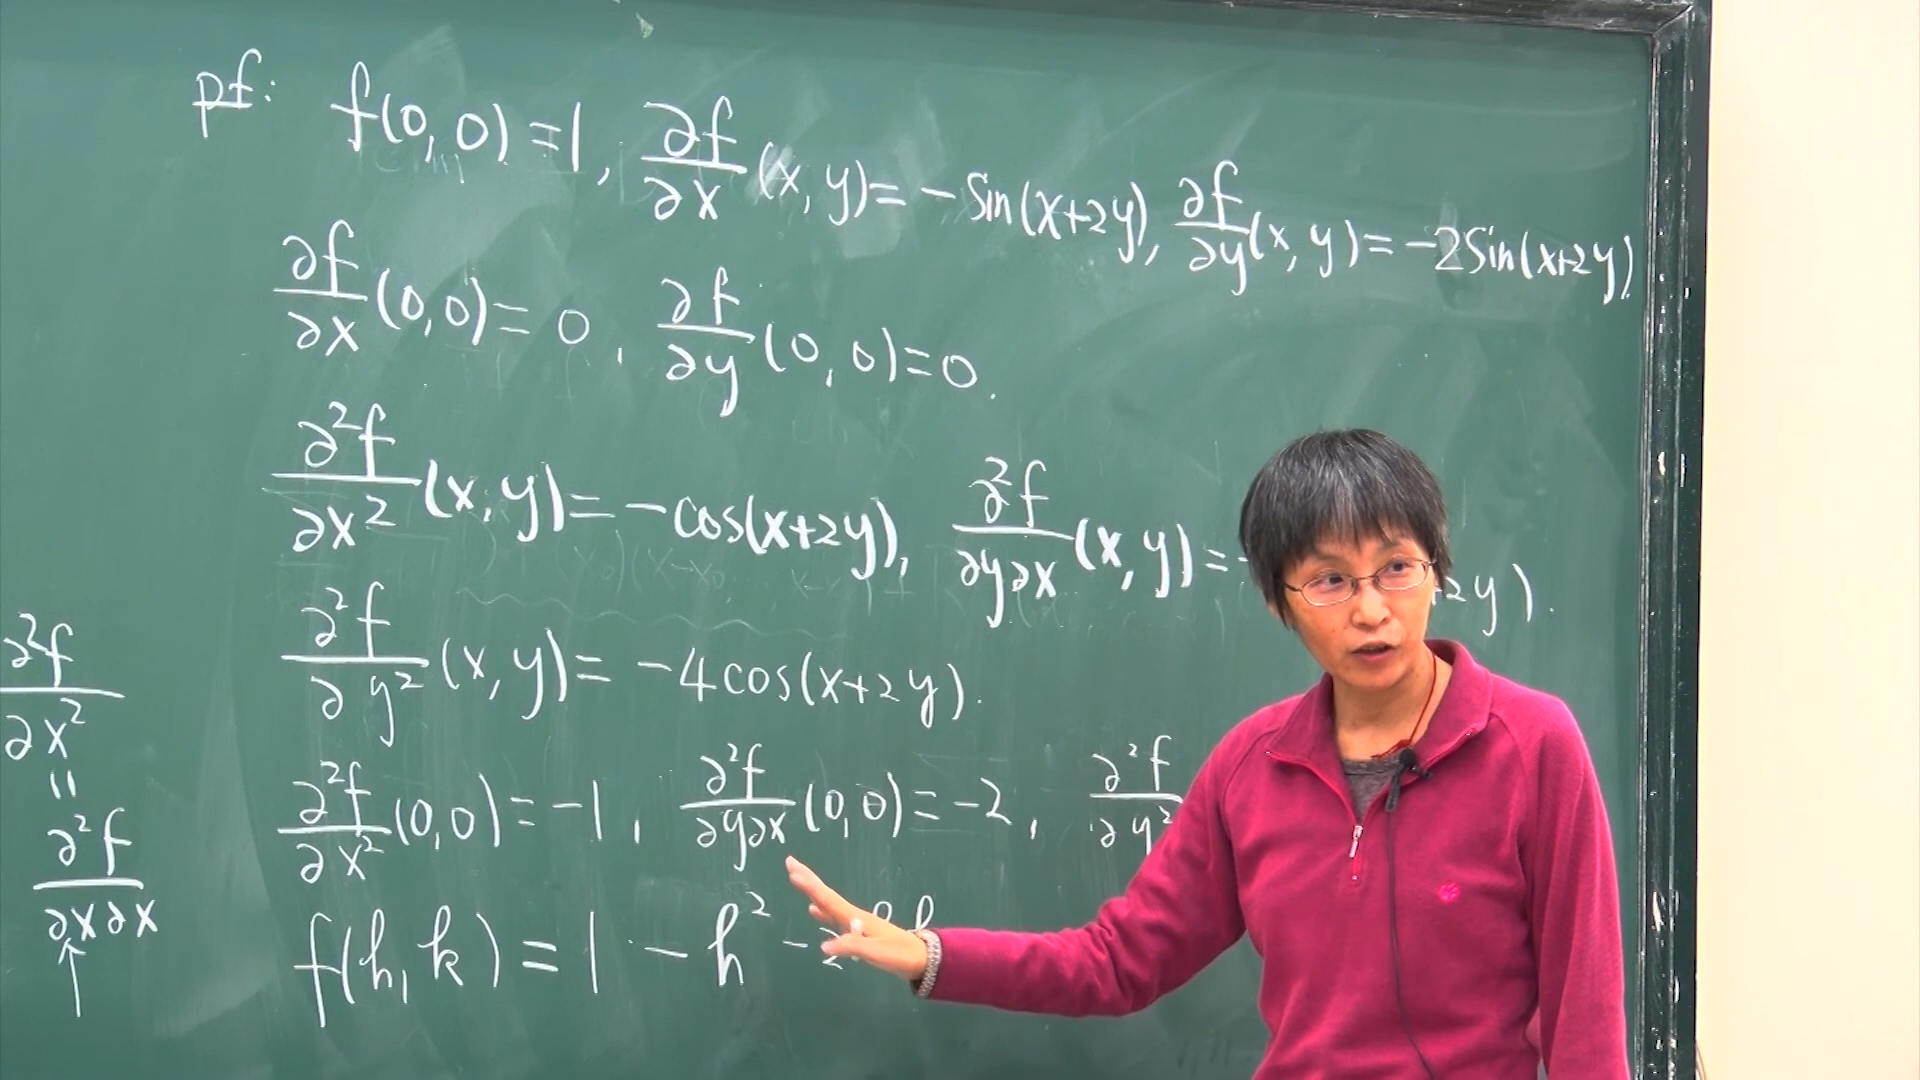 pf: f(0,0)=1, ∂f/∂x (x,y)= -Sin(x+2y), ∂f/∂y (x,y)= -2Sin(x+2y)
∂f/∂x (0,0)= 0, ∂f/∂y (0,0)=0.
∂²f/∂x² (x,y)= -cos(x+2y), ∂²f/∂y∂x (x,y)= - +2y).
∂²f/∂y² (x,y)= -4cos(x+2y).
∂²f/∂x² (0,0)= -1, ∂²f/∂y∂x (0,0)= -2, ∂²f/∂y²
f(h,k) = 1 - h² -2
∂²f/∂x²
=
∂²f/∂x∂x
↑